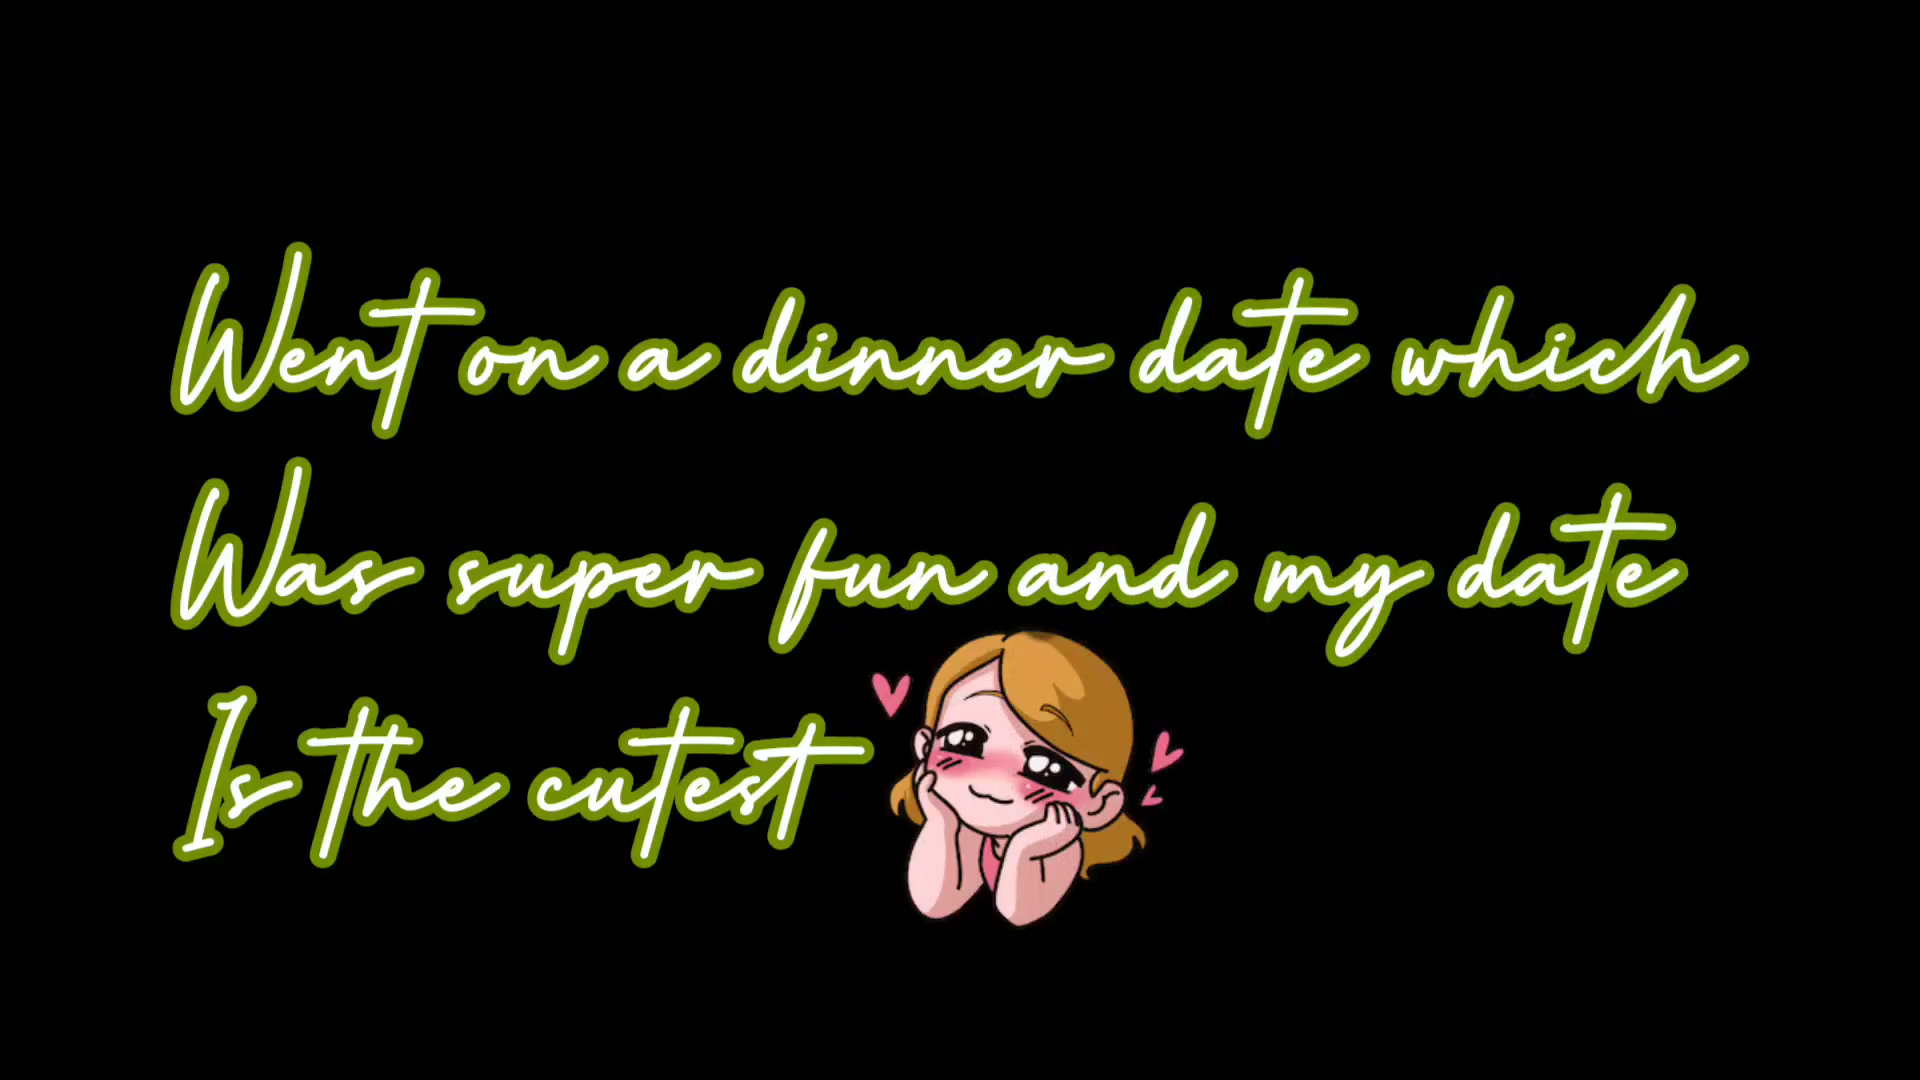 Went on a dinner date which
Was super fun and my date
Is the cutest